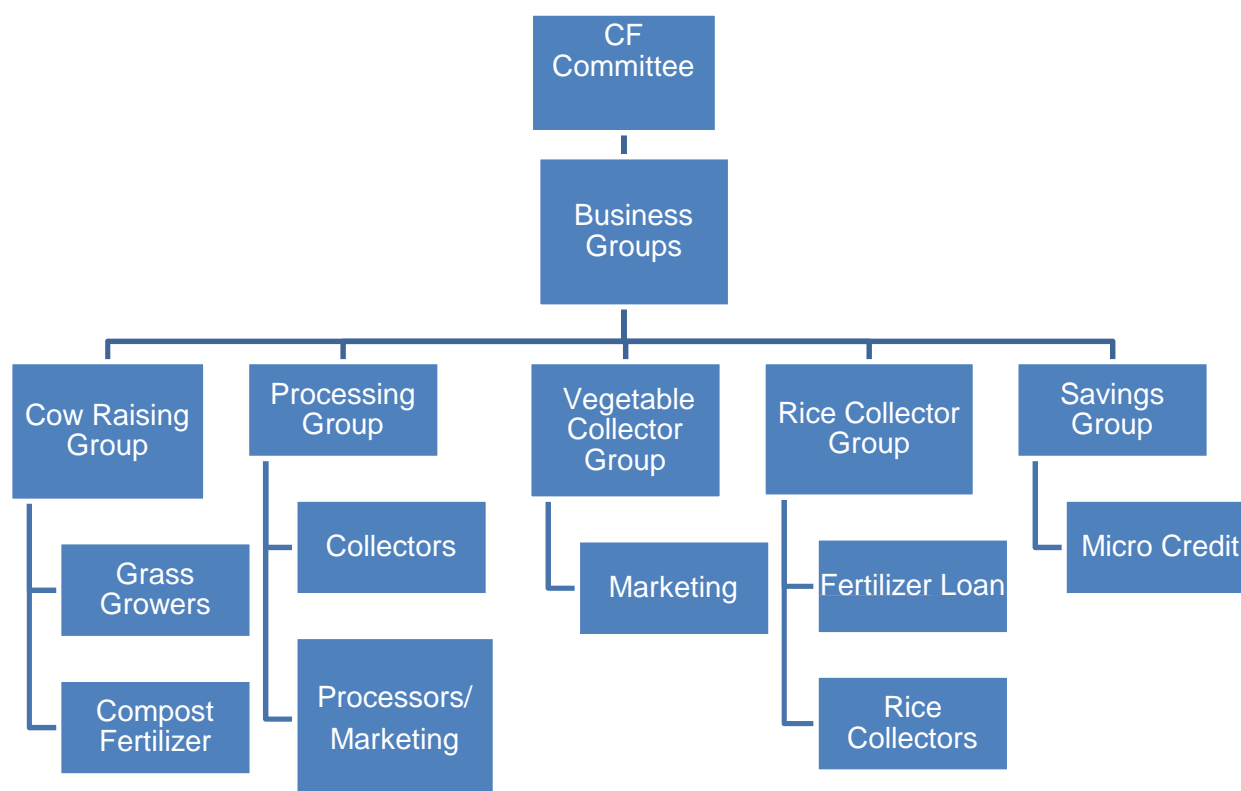 CF
Committee
Business
Groups
Cow Raising
Group
Processing
Group
Vegetable
Collector
Group
Rice Collector
Group
Savings
Group
Grass
Growers
Compost
Fertilizer
Collectors
Processors/
Marketing
Marketing
Fertilizer Loan
Rice
Collectors
Micro Credit